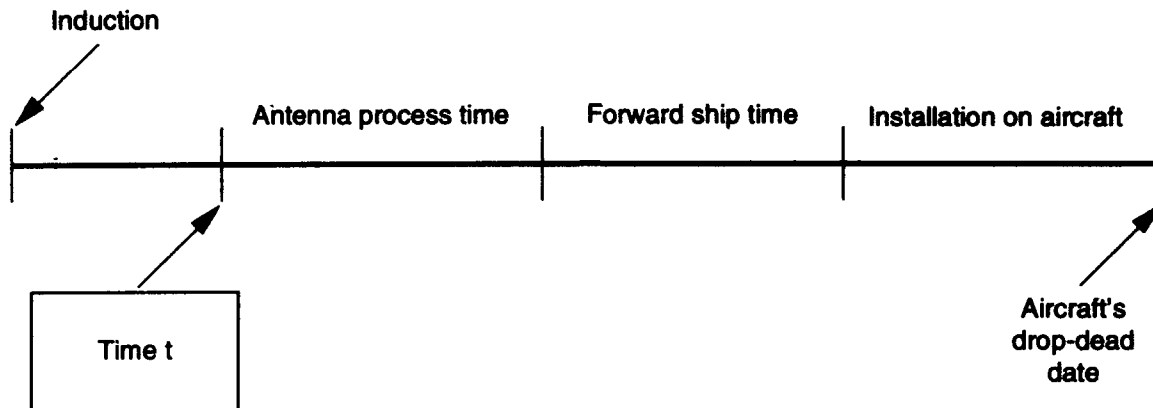 Induction
Antenna process time
Forward ship time
Installation on aircraft
Time t
Aircraft's
drop-dead
date